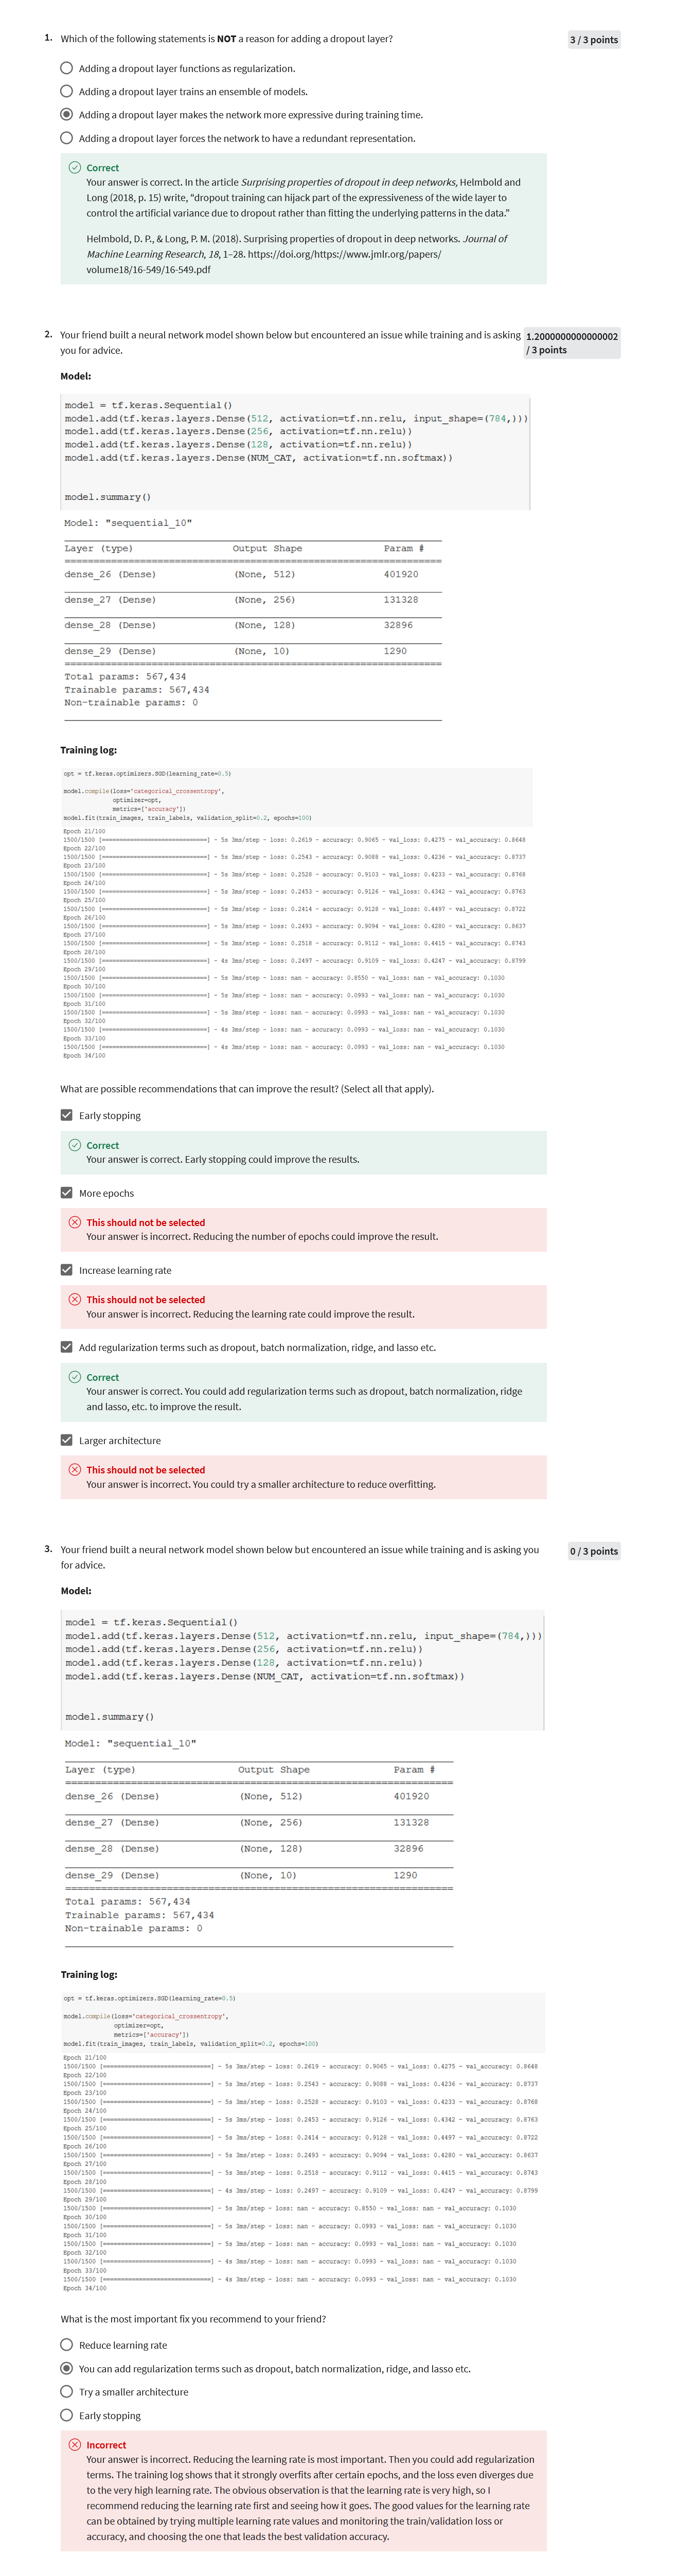 1. Which of the following statements is NOT a reason for adding a dropout layer?
3 / 3 points
Adding a dropout layer functions as regularization.
Adding a dropout layer trains an ensemble of models.
Adding a dropout layer makes the network more expressive during training time.
Adding a dropout layer forces the network to have a redundant representation.
Correct
Your answer is correct. In the article Surprising properties of dropout in deep networks, Helmbold and
Long (2018, p. 15) write, “dropout training can hijack part of the expressiveness of the wide layer to
control the artificial variance due to dropout rather than fitting the underlying patterns in the data.”
Helmbold, D. P., & Long, P. M. (2018). Surprising properties of dropout in deep networks. Journal of
Machine Learning Research, 18, 1–28. https://doi.org/https://www.jmlr.org/papers/
volume18/16-549/16-549.pdf
2. Your friend built a neural network model shown below but encountered an issue while training and is asking
you for advice.
1.2000000000000002
/ 3 points
Model:
model = tf.keras.Sequential()
model.add(tf.keras.layers.Dense(512, activation=tf.nn.relu, input_shape=(784,)))
model.add(tf.keras.layers.Dense(256, activation=tf.nn.relu))
model.add(tf.keras.layers.Dense(128, activation=tf.nn.relu))
model.add(tf.keras.layers.Dense(NUM_CAT, activation=tf.nn.softmax))
model.summary()
Model: "sequential_10"
Layer (type) Output Shape Param #
dense_26 (Dense) (None, 512) 401920
dense_27 (Dense) (None, 256) 131328
dense_28 (Dense) (None, 128) 32896
dense_29 (Dense) (None, 10) 1290
Total params: 567,434
Trainable params: 567,434
Non-trainable params: 0
Training log:
opt = tf.keras.optimizers.SGD(learning_rate=0.5)
model.compile(loss='categorical_crossentropy',
optimizer=opt,
metrics=['accuracy'])
model.fit(train_images, train_labels, validation_split=0.2, epochs=100)
Epoch 21/100
1500/1500 [==============================] - 5s 3ms/step - loss: 0.2619 - accuracy: 0.9065 - val_loss: 0.4275 - val_accuracy: 0.8648
Epoch 22/100
1500/1500 [==============================] - 5s 3ms/step - loss: 0.2543 - accuracy: 0.9088 - val_loss: 0.4236 - val_accuracy: 0.8737
Epoch 23/100
1500/1500 [==============================] - 5s 3ms/step - loss: 0.2528 - accuracy: 0.9103 - val_loss: 0.4233 - val_accuracy: 0.8768
Epoch 24/100
1500/1500 [==============================] - 5s 3ms/step - loss: 0.2453 - accuracy: 0.9126 - val_loss: 0.4342 - val_accuracy: 0.8763
Epoch 25/100
1500/1500 [==============================] - 5s 3ms/step - loss: 0.2414 - accuracy: 0.9128 - val_loss: 0.4497 - val_accuracy: 0.8722
Epoch 26/100
1500/1500 [==============================] - 5s 3ms/step - loss: 0.2493 - accuracy: 0.9094 - val_loss: 0.4280 - val_accuracy: 0.8637
Epoch 27/100
1500/1500 [==============================] - 5s 3ms/step - loss: 0.2518 - accuracy: 0.9112 - val_loss: 0.4415 - val_accuracy: 0.8743
Epoch 28/100
1500/1500 [==============================] - 4s 3ms/step - loss: 0.2497 - accuracy: 0.9109 - val_loss: 0.4247 - val_accuracy: 0.8799
Epoch 29/100
1500/1500 [==============================] - 5s 3ms/step - loss: nan - accuracy: 0.8550 - val_loss: nan - val_accuracy: 0.1030
Epoch 30/100
1500/1500 [==============================] - 5s 3ms/step - loss: nan - accuracy: 0.0993 - val_loss: nan - val_accuracy: 0.1030
Epoch 31/100
1500/1500 [==============================] - 5s 3ms/step - loss: nan - accuracy: 0.0993 - val_loss: nan - val_accuracy: 0.1030
Epoch 32/100
1500/1500 [==============================] - 4s 3ms/step - loss: nan - accuracy: 0.0993 - val_loss: nan - val_accuracy: 0.1030
Epoch 33/100
1500/1500 [==============================] - 4s 3ms/step - loss: nan - accuracy: 0.0993 - val_loss: nan - val_accuracy: 0.1030
Epoch 34/100
What are possible recommendations that can improve the result? (Select all that apply).
Early stopping
Correct
Your answer is correct. Early stopping could improve the results.
More epochs
This should not be selected
Your answer is incorrect. Reducing the number of epochs could improve the result.
Increase learning rate
This should not be selected
Your answer is incorrect. Reducing the learning rate could improve the result.
Add regularization terms such as dropout, batch normalization, ridge, and lasso etc.
Correct
Your answer is correct. You could add regularization terms such as dropout, batch normalization, ridge
and lasso, etc. to improve the result.
Larger architecture
This should not be selected
Your answer is incorrect. You could try a smaller architecture to reduce overfitting.
3. Your friend built a neural network model shown below but encountered an issue while training and is asking you
for advice.
0 / 3 points
Model:
model = tf.keras.Sequential()
model.add(tf.keras.layers.Dense(512, activation=tf.nn.relu, input_shape=(784,)))
model.add(tf.keras.layers.Dense(256, activation=tf.nn.relu))
model.add(tf.keras.layers.Dense(128, activation=tf.nn.relu))
model.add(tf.keras.layers.Dense(NUM_CAT, activation=tf.nn.softmax))
model.summary()
Model: "sequential_10"
Layer (type) Output Shape Param #
dense_26 (Dense) (None, 512) 401920
dense_27 (Dense) (None, 256) 131328
dense_28 (Dense) (None, 128) 32896
dense_29 (Dense) (None, 10) 1290
Total params: 567,434
Trainable params: 567,434
Non-trainable params: 0
Training log:
opt = tf.keras.optimizers.SGD(learning_rate=0.5)
model.compile(loss='categorical_crossentropy',
optimizer=opt,
metrics=['accuracy'])
model.fit(train_images, train_labels, validation_split=0.2, epochs=100)
Epoch 21/100
1500/1500 [==============================] - 5s 3ms/step - loss: 0.2619 - accuracy: 0.9065 - val_loss: 0.4275 - val_accuracy: 0.8648
Epoch 22/100
1500/1500 [==============================] - 5s 3ms/step - loss: 0.2543 - accuracy: 0.9088 - val_loss: 0.4236 - val_accuracy: 0.8737
Epoch 23/100
1500/1500 [==============================] - 5s 3ms/step - loss: 0.2528 - accuracy: 0.9103 - val_loss: 0.4233 - val_accuracy: 0.8768
Epoch 24/100
1500/1500 [==============================] - 5s 3ms/step - loss: 0.2453 - accuracy: 0.9126 - val_loss: 0.4342 - val_accuracy: 0.8763
Epoch 25/100
1500/1500 [==============================] - 5s 3ms/step - loss: 0.2414 - accuracy: 0.9128 - val_loss: 0.4497 - val_accuracy: 0.8722
Epoch 26/100
1500/1500 [==============================] - 5s 3ms/step - loss: 0.2493 - accuracy: 0.9094 - val_loss: 0.4280 - val_accuracy: 0.8637
Epoch 27/100
1500/1500 [==============================] - 5s 3ms/step - loss: 0.2518 - accuracy: 0.9112 - val_loss: 0.4415 - val_accuracy: 0.8743
Epoch 28/100
1500/1500 [==============================] - 4s 3ms/step - loss: 0.2497 - accuracy: 0.9109 - val_loss: 0.4247 - val_accuracy: 0.8799
Epoch 29/100
1500/1500 [==============================] - 5s 3ms/step - loss: nan - accuracy: 0.8550 - val_loss: nan - val_accuracy: 0.1030
Epoch 30/100
1500/1500 [==============================] - 5s 3ms/step - loss: nan - accuracy: 0.0993 - val_loss: nan - val_accuracy: 0.1030
Epoch 31/100
1500/1500 [==============================] - 5s 3ms/step - loss: nan - accuracy: 0.0993 - val_loss: nan - val_accuracy: 0.1030
Epoch 32/100
1500/1500 [==============================] - 4s 3ms/step - loss: nan - accuracy: 0.0993 - val_loss: nan - val_accuracy: 0.1030
Epoch 33/100
1500/1500 [==============================] - 4s 3ms/step - loss: nan - accuracy: 0.0993 - val_loss: nan - val_accuracy: 0.1030
Epoch 34/100
What is the most important fix you recommend to your friend?
Reduce learning rate
You can add regularization terms such as dropout, batch normalization, ridge, and lasso etc.
Try a smaller architecture
Early stopping
Incorrect
Your answer is incorrect. Reducing the learning rate is most important. Then you could add regularization
terms. The training log shows that it strongly overfits after certain epochs, and the loss even diverges due
to the very high learning rate. The obvious observation is that the learning rate is very high, so I
recommend reducing the learning rate first and seeing how it goes. The good values for the learning rate
can be obtained by trying multiple learning rate values and monitoring the train/validation loss or
accuracy, and choosing the one that leads the best validation accuracy.